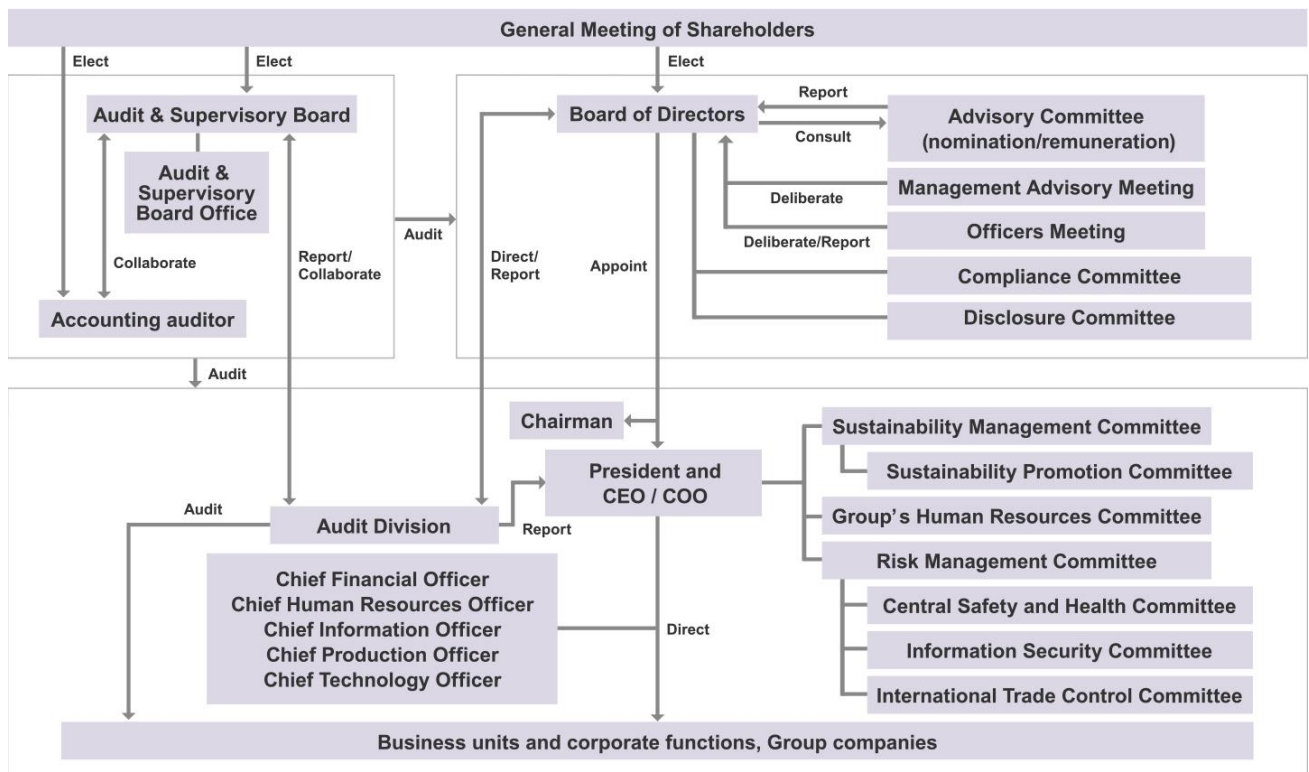 General Meeting of Shareholders
Elect
Elect
Elect
Audit & Supervisory Board
Audit &
Supervisory
Board Office
Collaborate
Report/
Collaborate
Accounting auditor
Audit
Audit
Board of Directors
Report
Consult
Advisory Committee
(nomination/remuneration)
Management Advisory Meeting
Deliberate
Officers Meeting
Deliberate/Report
Direct/
Report
Appoint
Compliance Committee
Disclosure Committee
Chairman
President and
CEO / COO
Sustainability Management Committee
Sustainability Promotion Committee
Group's Human Resources Committee
Risk Management Committee
Central Safety and Health Committee
Information Security Committee
International Trade Control Committee
Audit
Audit Division
Report
Chief Financial Officer
Chief Human Resources Officer
Chief Information Officer
Chief Production Officer
Chief Technology Officer
Direct
Business units and corporate functions, Group companies